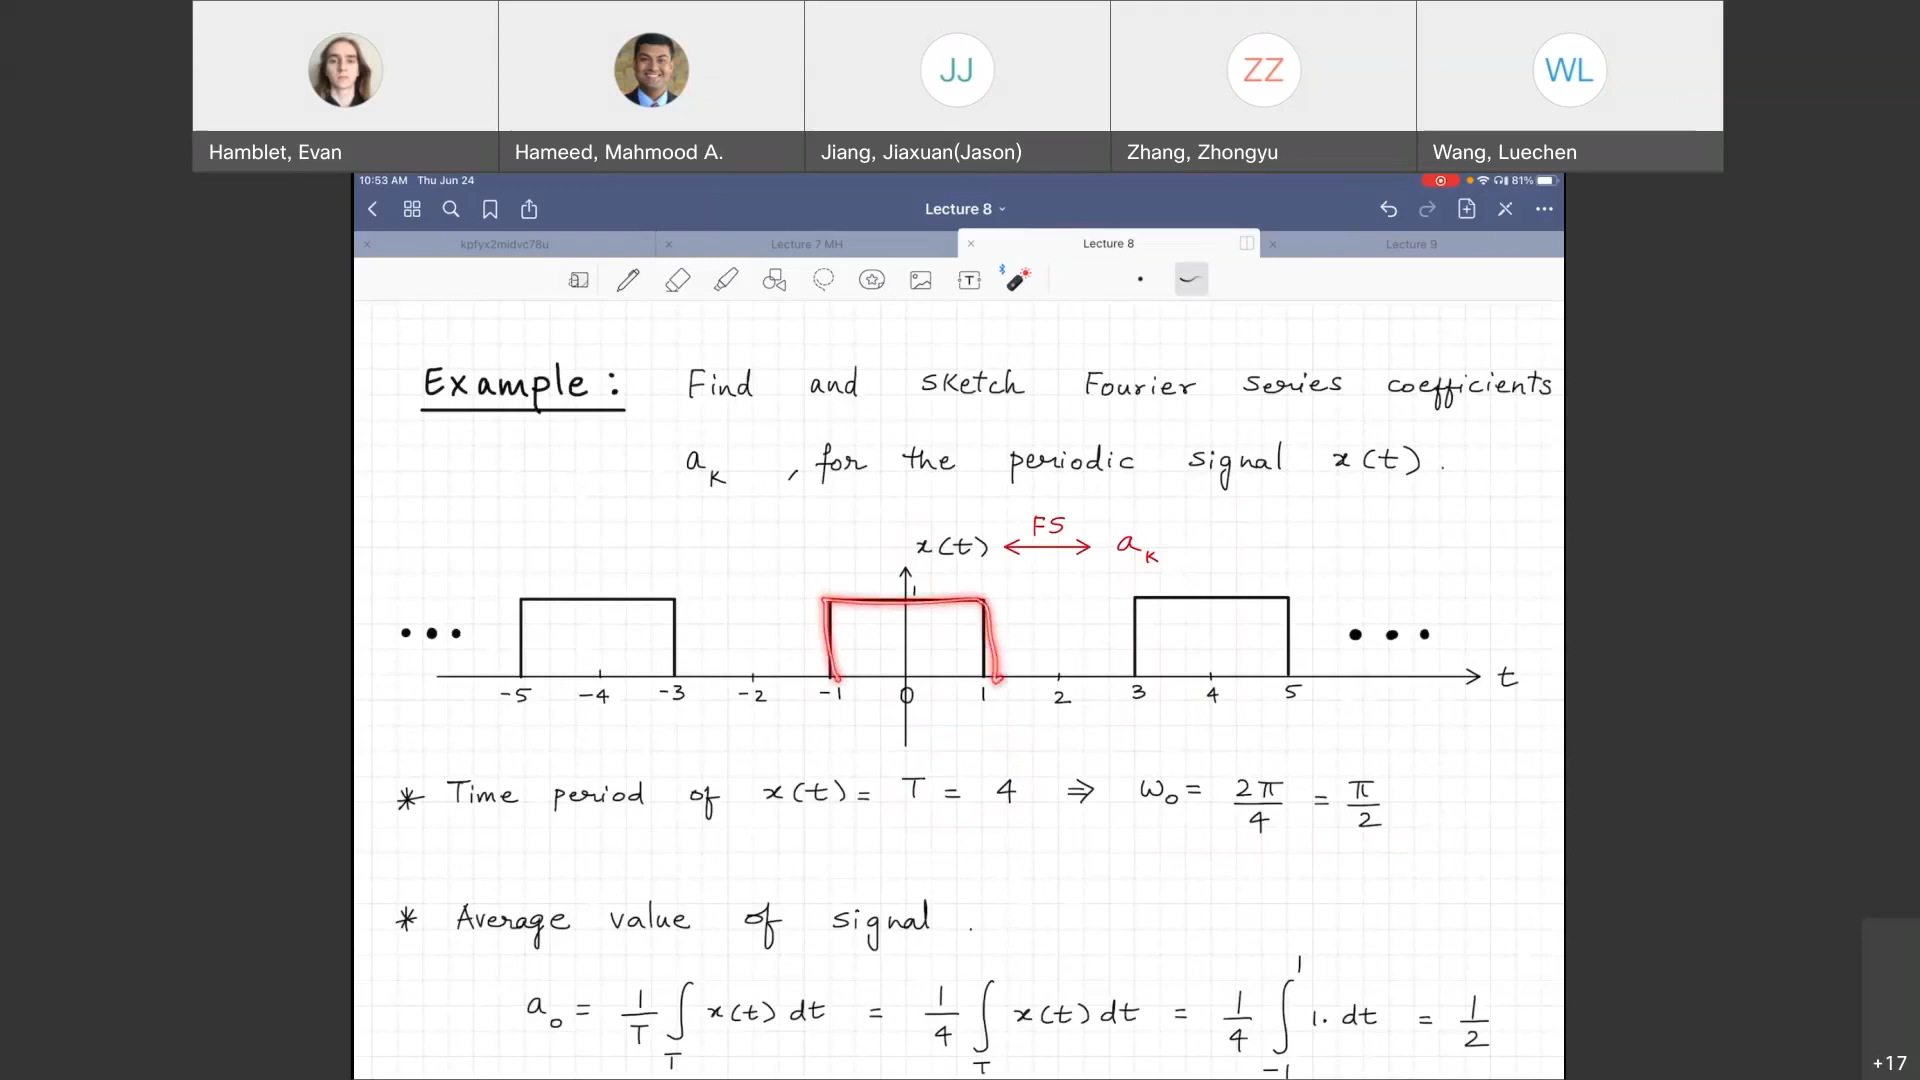 JJ
ZZ
WL
Hamblet, Evan
Hameed, Mahmood A.
Jiang, Jiaxuan(Jason)
Zhang, Zhongyu
Wang, Luechen
10:53 AM Thu Jun 24
81%
Lecture 8
kpfyx2midvc78u
Lecture 7 MH
Lecture 8
Lecture 9
Example : Find and sketch Fourier series coefficients
a_k , for the periodic signal x(t) .
x(t) ⟷ a_k
FS
1
-5 -4 -3 -2 -1 0 1 2 3 4 5 t
* Time period of x(t) = T = 4 ⇒ ω₀ = 2π/4 = π/2
* Average value of signal .
a₀ = 1/T ∫_T x(t) dt = 1/4 ∫_T x(t) dt = 1/4 ∫_{-1}^{1} 1. dt = 1/2
+17